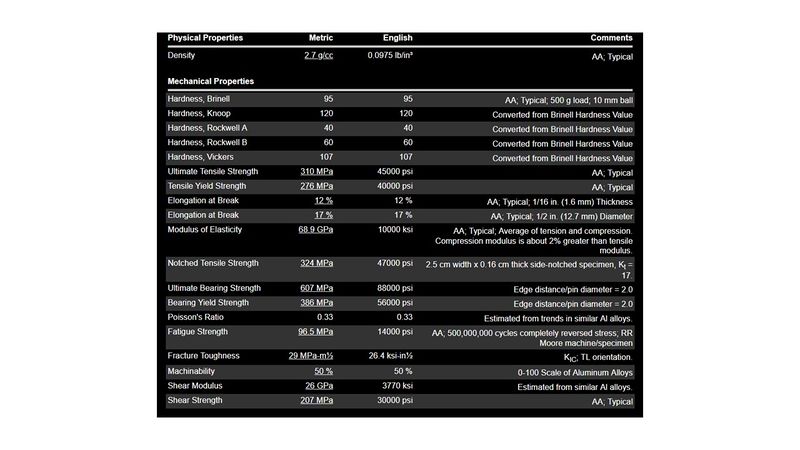 Physical Properties Metric English Comments
Density 2.7 g/cc 0.0975 lb/in³ AA; Typical
Mechanical Properties
Hardness, Brinell 95 95 AA; Typical; 500 g load; 10 mm ball
Hardness, Knoop 120 120 Converted from Brinell Hardness Value
Hardness, Rockwell A 40 40 Converted from Brinell Hardness Value
Hardness, Rockwell B 60 60 Converted from Brinell Hardness Value
Hardness, Vickers 107 107 Converted from Brinell Hardness Value
Ultimate Tensile Strength 310 MPa 45000 psi AA; Typical
Tensile Yield Strength 276 MPa 40000 psi AA; Typical
Elongation at Break 12 % 12 % AA; Typical; 1/16 in. (1.6 mm) Thickness
Elongation at Break 17 % 17 % AA; Typical; 1/2 in. (12.7 mm) Diameter
Modulus of Elasticity 68.9 GPa 10000 ksi AA; Typical; Average of tension and compression.
Compression modulus is about 2% greater than tensile
modulus.
Notched Tensile Strength 324 MPa 47000 psi 2.5 cm width x 0.16 cm thick side-notched specimen, Kt =
17.
Ultimate Bearing Strength 607 MPa 88000 psi Edge distance/pin diameter = 2.0
Bearing Yield Strength 386 MPa 56000 psi Edge distance/pin diameter = 2.0
Poisson's Ratio 0.33 0.33 Estimated from trends in similar Al alloys.
Fatigue Strength 96.5 MPa 14000 psi AA; 500,000,000 cycles completely reversed stress; RR
Moore machine/specimen
Fracture Toughness 29 MPa-m½ 26.4 ksi-in½ KIC; TL orientation.
Machinability 50 % 50 % 0-100 Scale of Aluminum Alloys
Shear Modulus 26 GPa 3770 ksi Estimated from similar Al alloys.
Shear Strength 207 MPa 30000 psi AA; Typical